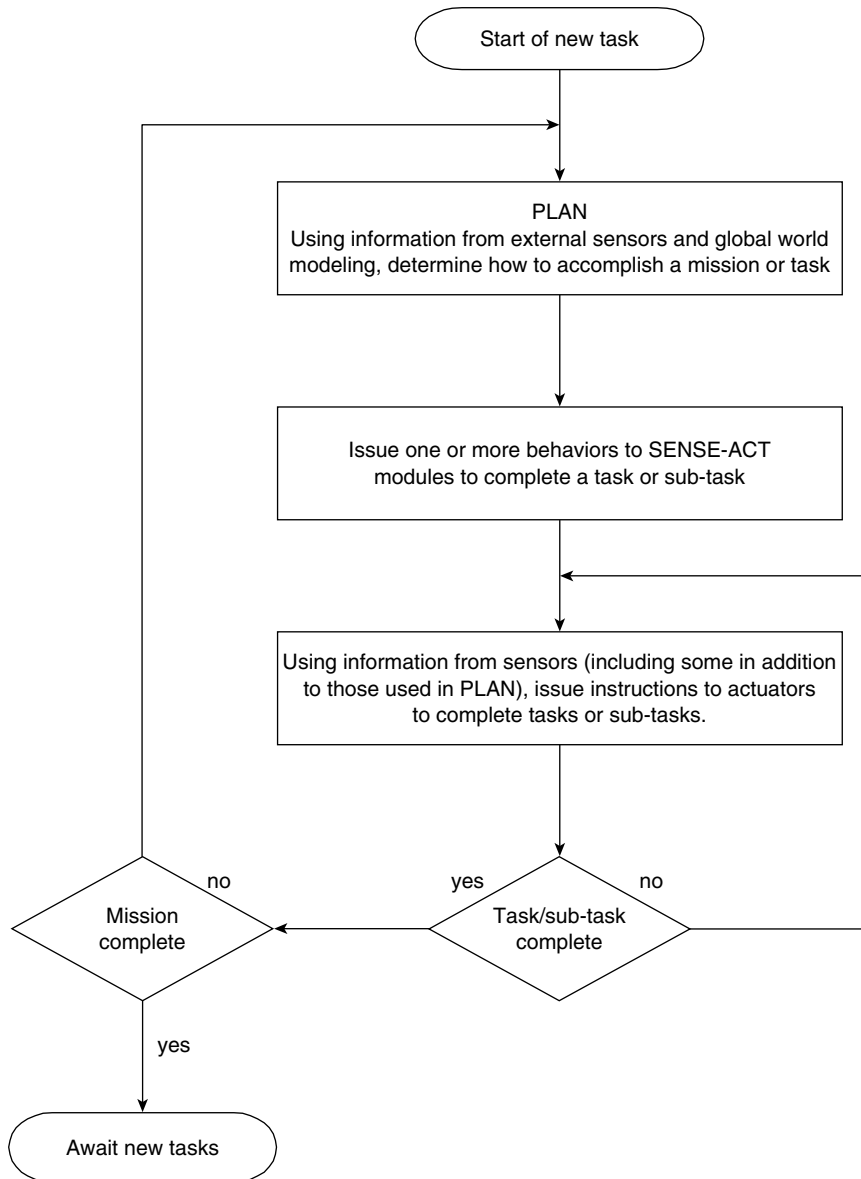 Start of new task
PLAN
Using information from external sensors and global world
modeling, determine how to accomplish a mission or task
Issue one or more behaviors to SENSE-ACT
modules to complete a task or sub-task
Using information from sensors (including some in addition
to those used in PLAN), issue instructions to actuators
to complete tasks or sub-tasks.
yes
no
Task/sub-task
complete
no
Mission
complete
yes
Await new tasks